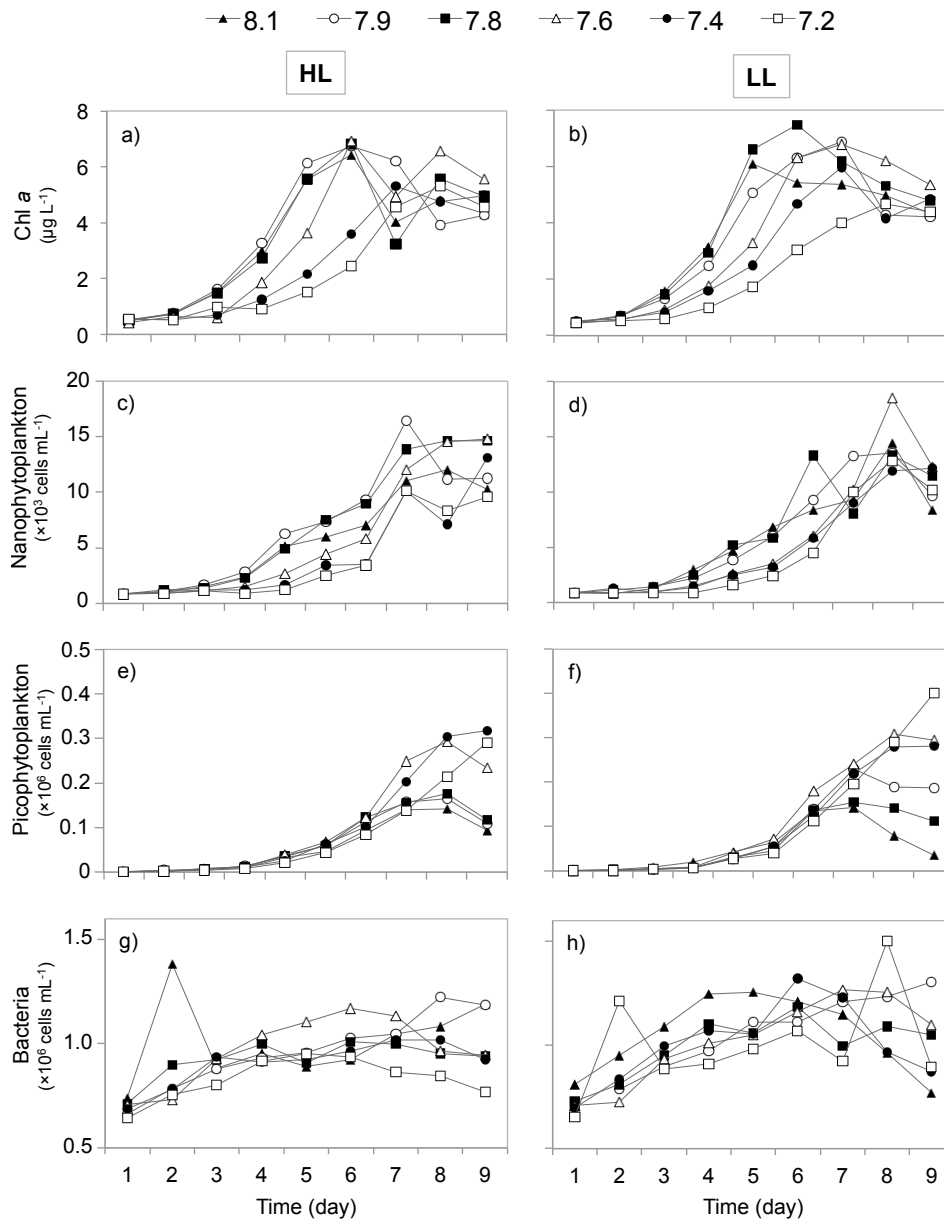 8.1 7.9 7.8 7.6 7.4 7.2
HL LL
a) b)
Chl a
(µg L-1)
8
6
4
2
0
c) d)
Nanophytoplankton
(×10³ cells mL-1)
20
15
10
5
0
e) f)
Picophytoplankton
(×10⁶ cells mL-1)
0.5
0.4
0.3
0.2
0.1
0
g) h)
Bacteria
(×10⁶ cells mL-1)
1.5
1.0
0.5
1 2 3 4 5 6 7 8 9 1 2 3 4 5 6 7 8 9
Time (day) Time (day)